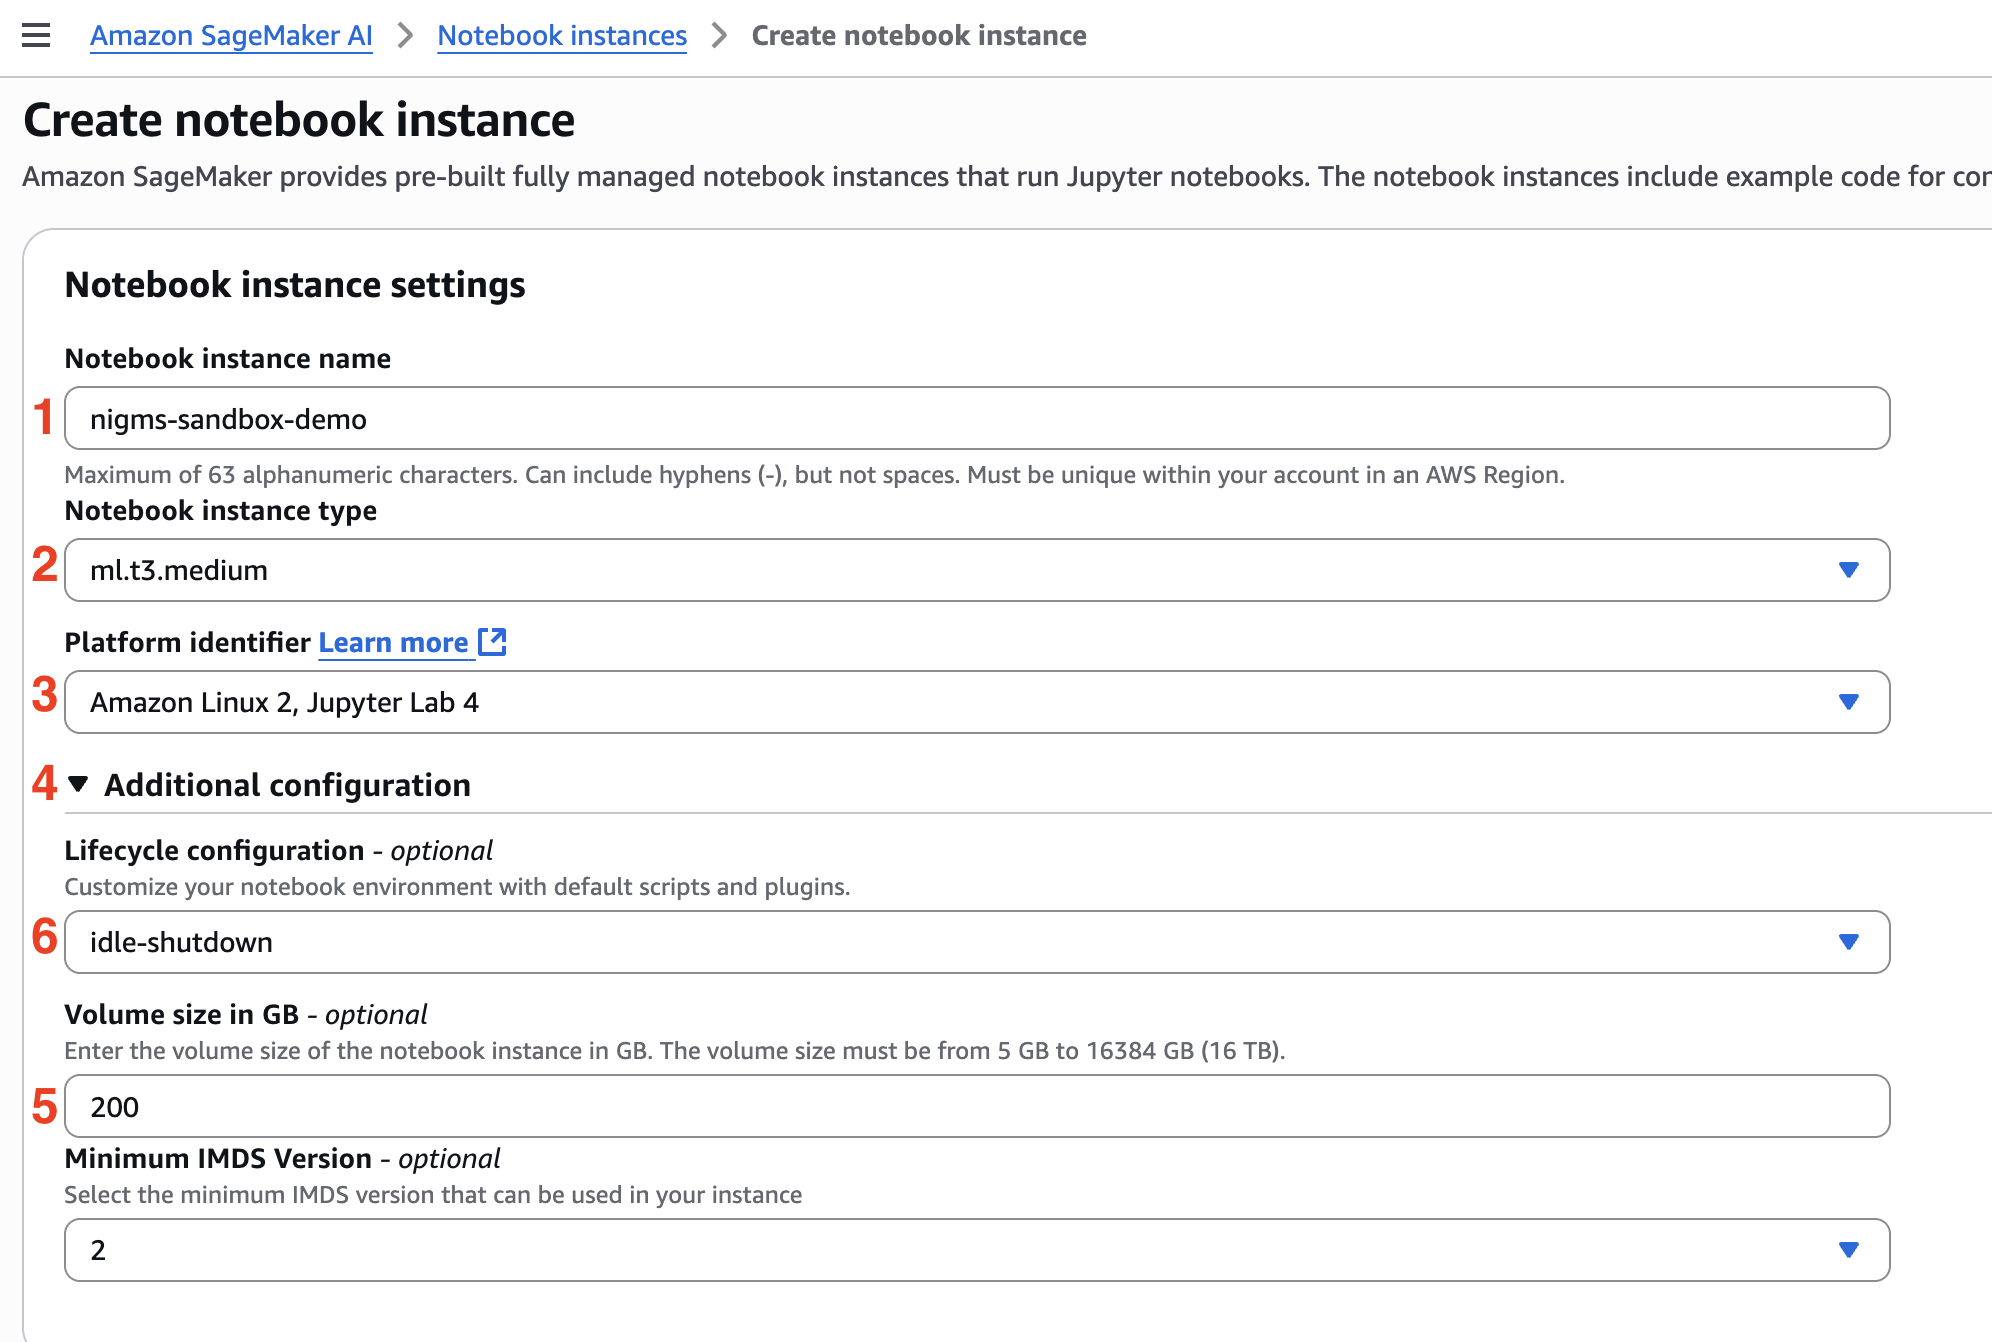 Amazon SageMaker AI > Notebook instances > Create notebook instance
Create notebook instance
Amazon SageMaker provides pre-built fully managed notebook instances that run Jupyter notebooks. The notebook instances include example code for
Notebook instance settings
Notebook instance name
1 nigms-sandbox-demo
Maximum of 63 alphanumeric characters. Can include hyphens (-), but not spaces. Must be unique within your account in an AWS Region.
Notebook instance type
2 ml.t3.medium
Platform identifier Learn more
3 Amazon Linux 2, Jupyter Lab 4
4 Additional configuration
Lifecycle configuration - optional
Customize your notebook environment with default scripts and plugins.
6 idle-shutdown
Volume size in GB - optional
Enter the volume size of the notebook instance in GB. The volume size must be from 5 GB to 16384 GB (16 TB).
5 200
Minimum IMDS Version - optional
Select the minimum IMDS version that can be used in your instance
2